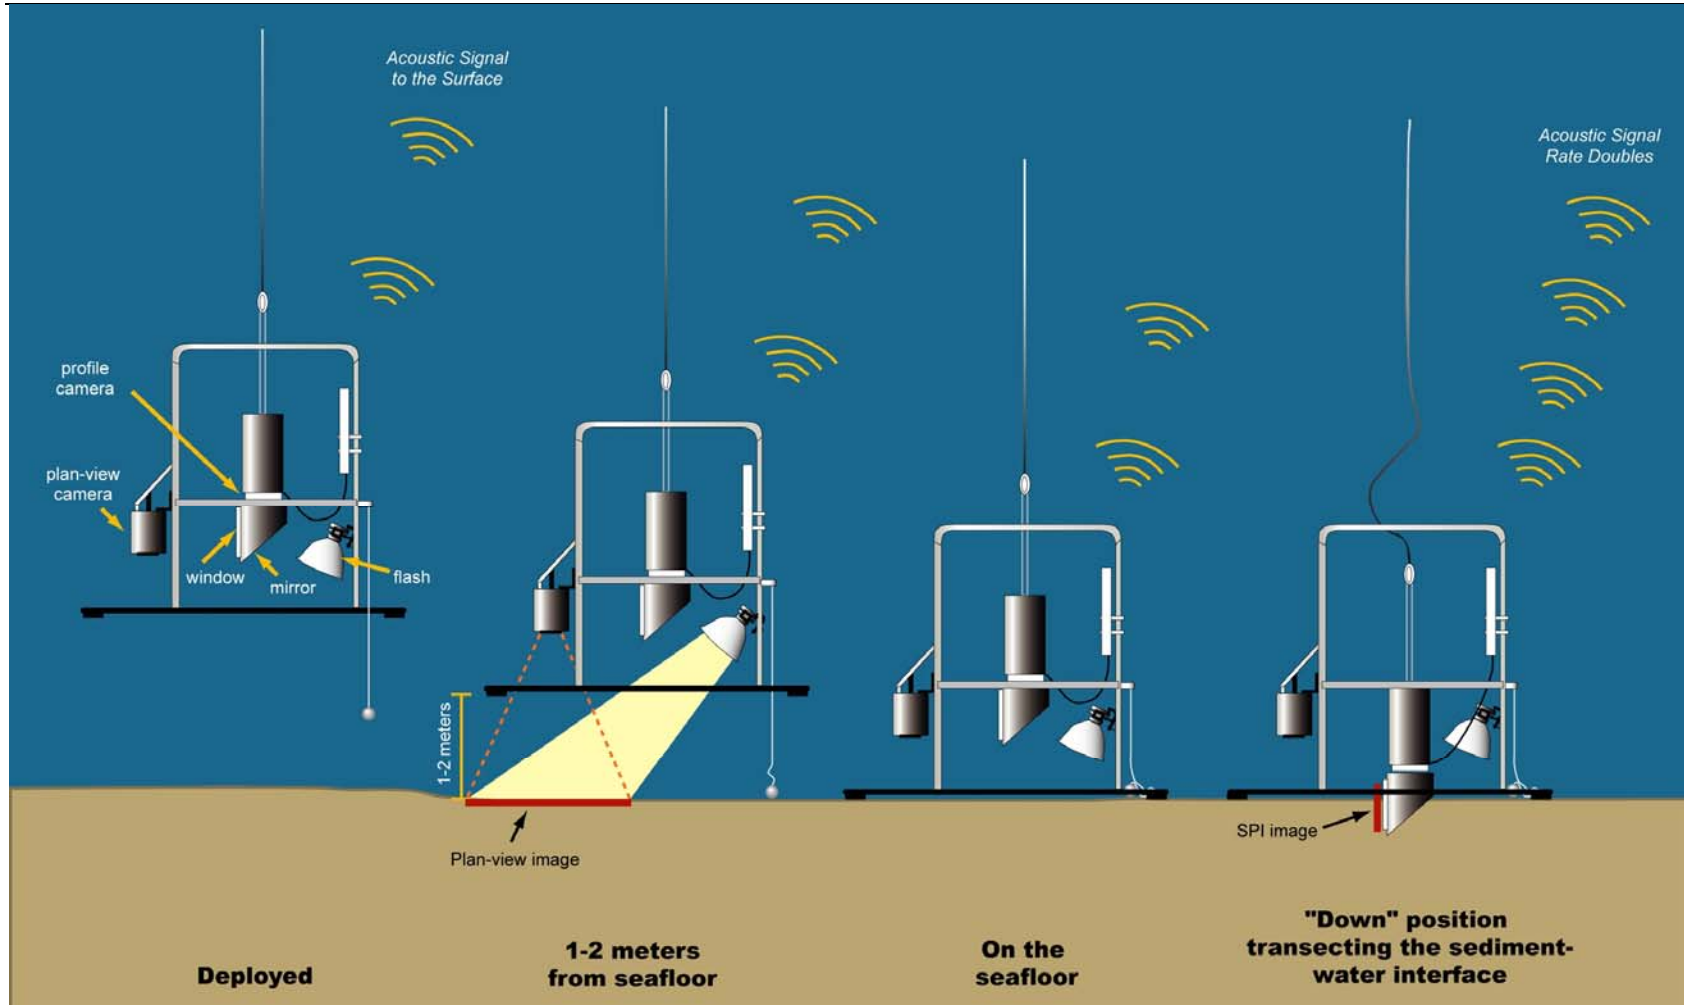 Acoustic Signal
to the Surface
Acoustic Signal
Rate Doubles
profile
camera
plan-view
camera
window
mirror
flash
1-2 meters
Plan-view image
SPI image
Deployed
1-2 meters
from seafloor
On the
seafloor
"Down" position
transecting the sediment-
water interface